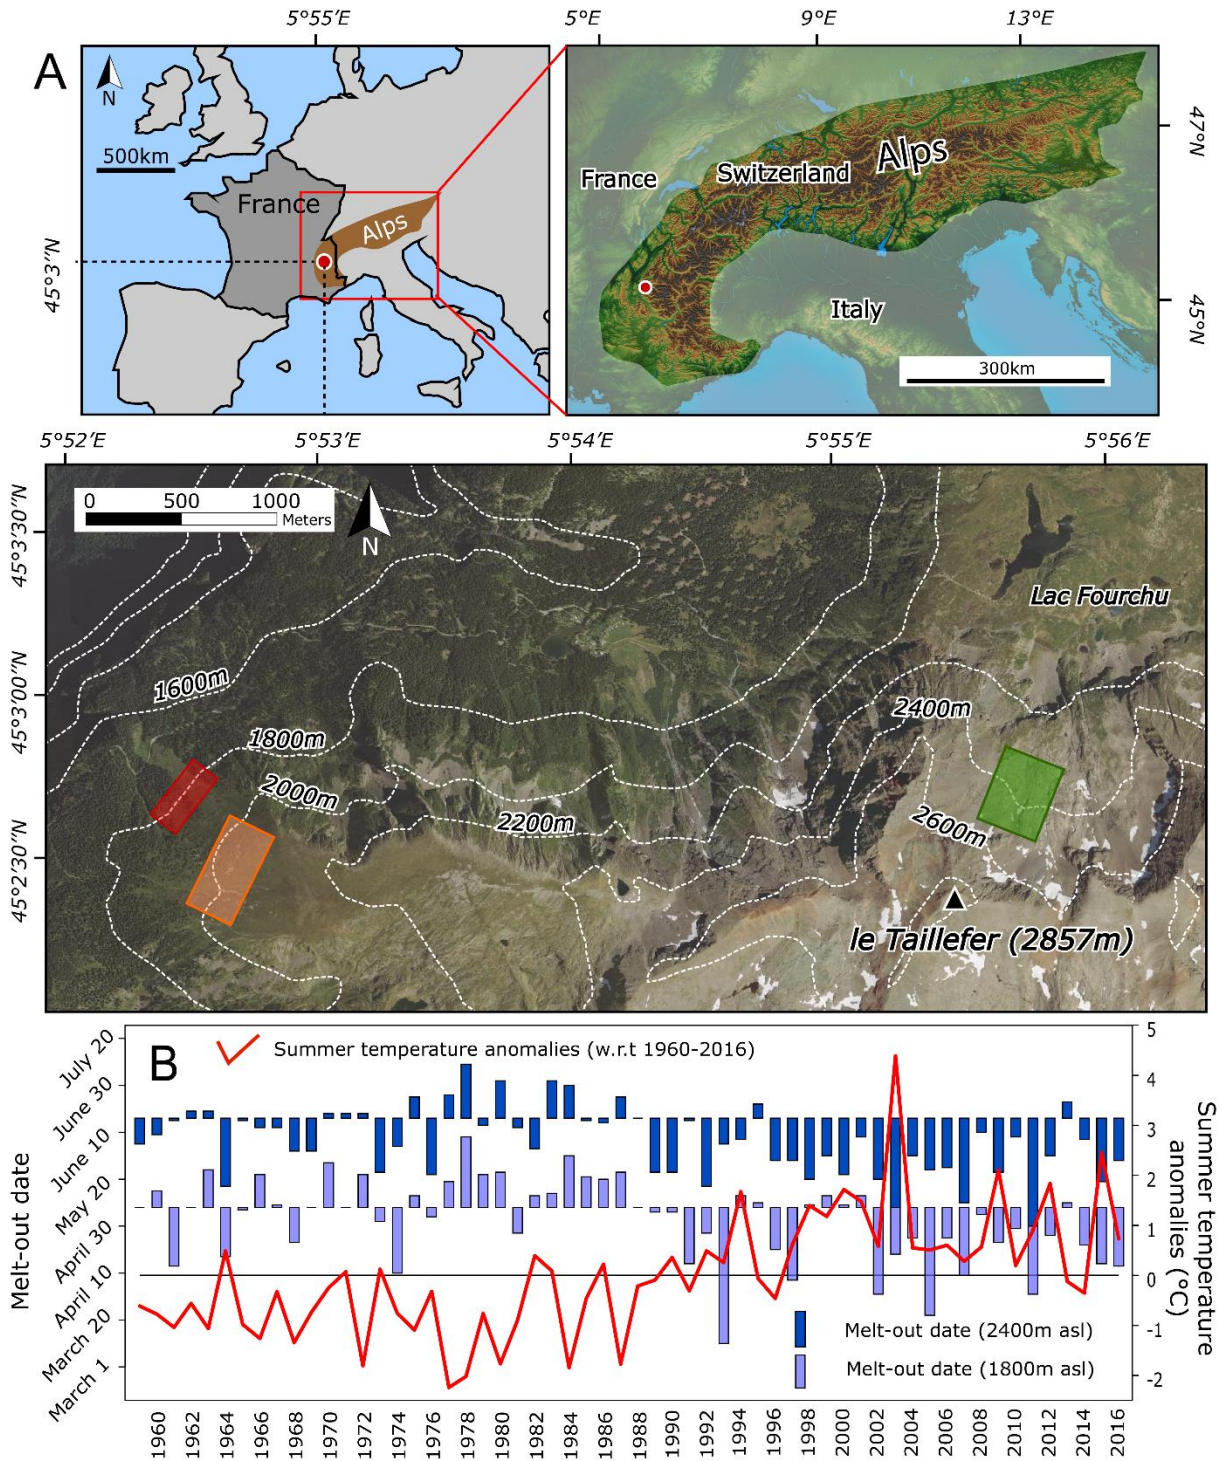 5°55′E
5°E
9°E
13°E
A
N
500km
France
Alps
45°3′′N
France
Switzerland
Alps
Italy
300km
47°N
45°N
5°52′E
5°53′E
5°54′E
5°55′E
5°56′E
0 500 1000
Meters
N
45°3′30′′N
45°3′00′′N
45°2′30′′N
Lac Fourchu
1600m
1800m
2000m
2200m
2400m
2600m
le Taillefer (2857m)
B
Summer temperature anomalies (w.r.t 1960-2016)
Melt-out date
July 20
June 30
June 10
May 20
April 30
April 10
March 20
March 1
5
4
3
2
1
0
-1
-2
Summer temperature
anomalies (°C)
Melt-out date (2400m asl)
Melt-out date (1800m asl)
1960 1962 1964 1966 1968 1970 1972 1974 1976 1978 1980 1982 1984 1986 1988 1990 1992 1994 1996 1998 2000 2002 2004 2006 2008 2010 2012 2014 2016